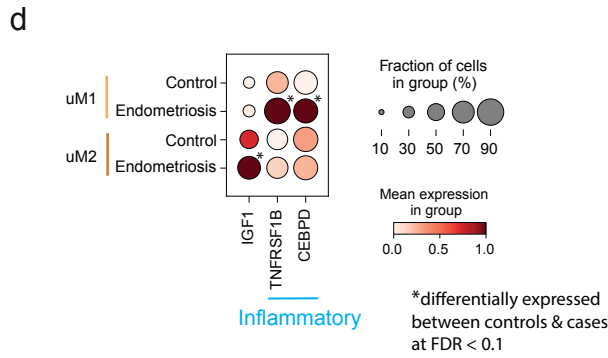 d
uM1
Control
Endometriosis
*
*
uM2
Control
Endometriosis
*
IGF1
TNFRSF1B
CEBPD
Inflammatory
Fraction of cells
in group (%)
10 30 50 70 90
Mean expression
in group
0.0 0.5 1.0
*differentially expressed
between controls & cases
at FDR < 0.1